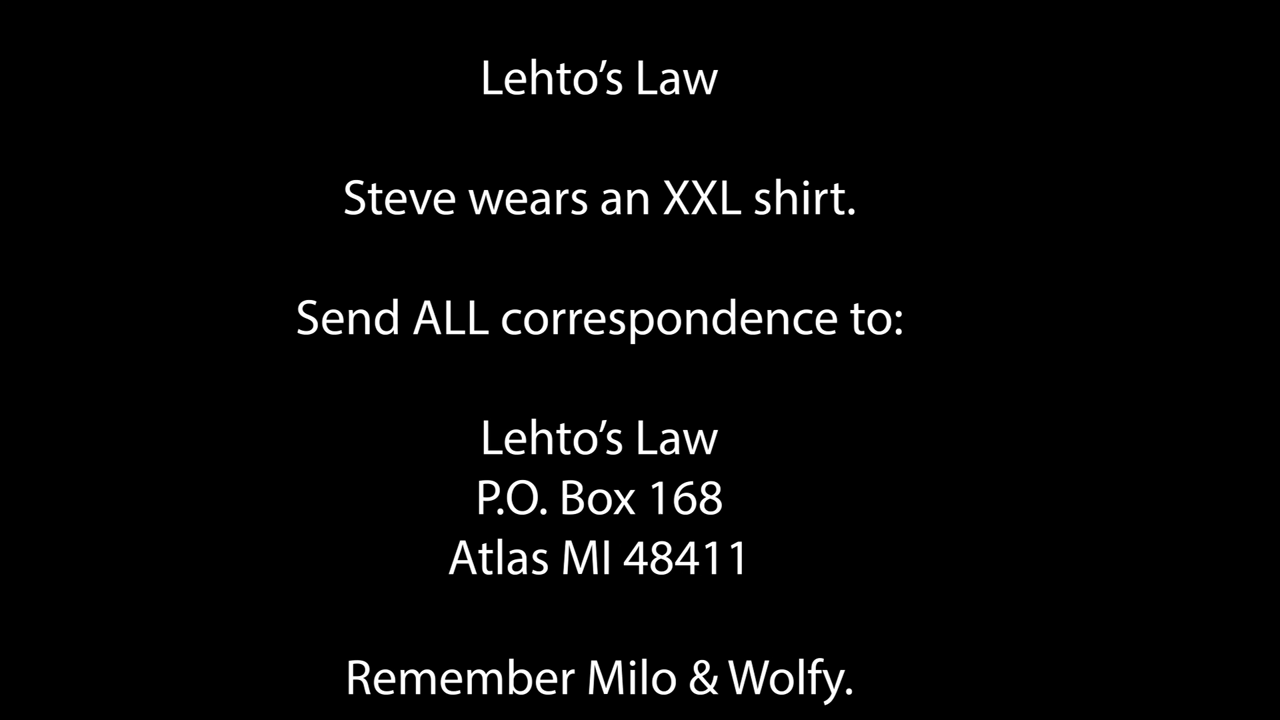 Lehto’s Law
Steve wears an XXL shirt.
Send ALL correspondence to:
Lehto’s Law
P.O. Box 168
Atlas MI 48411
Remember Milo & Wolfy.